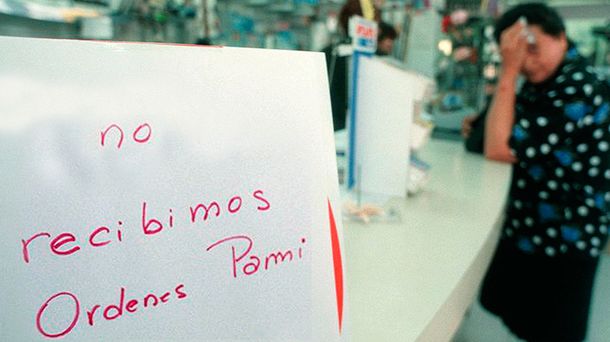 no
recibimos
Ordenes Pami